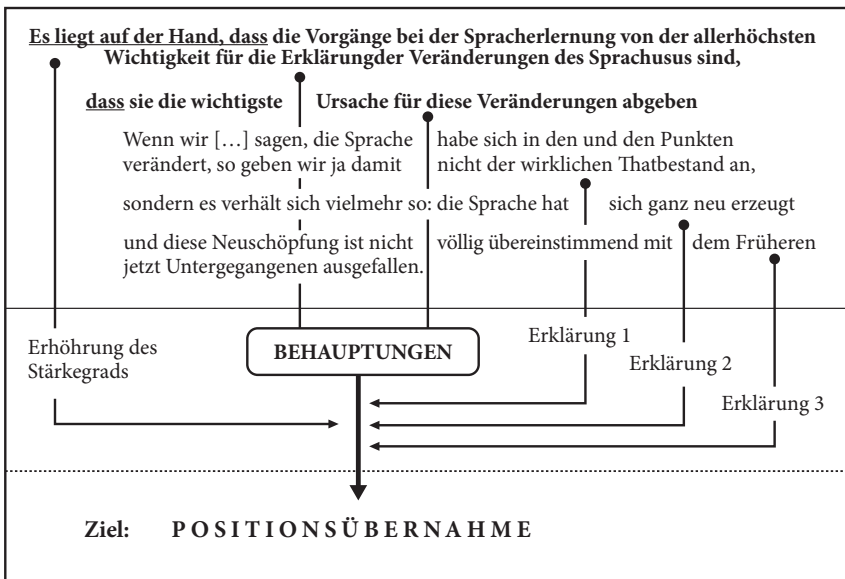 Es liegt auf der Hand, dass die Vorgänge bei der Spracherlernung von der allerhöchsten
Wichtigkeit für die Erklärungder Veränderungen des Sprachusus sind,
dass sie die wichtigste Ursache für diese Veränderungen abgeben
Wenn wir […] sagen, die Sprache habe sich in den und den Punkten
verändert, so geben wir ja damit nicht der wirklichen Thatbestand an,
sondern es verhält sich vielmehr so: die Sprache hat sich ganz neu erzeugt
und diese Neuschöpfung ist nicht völlig übereinstimmend mit dem Früheren
jetzt Untergegangenen ausgefallen.
Erhöhrung des
Stärkegrads
BEHAUPTUNGEN
Erklärung 1
Erklärung 2
Erklärung 3
Ziel: POSITIONSÜBERNAHME